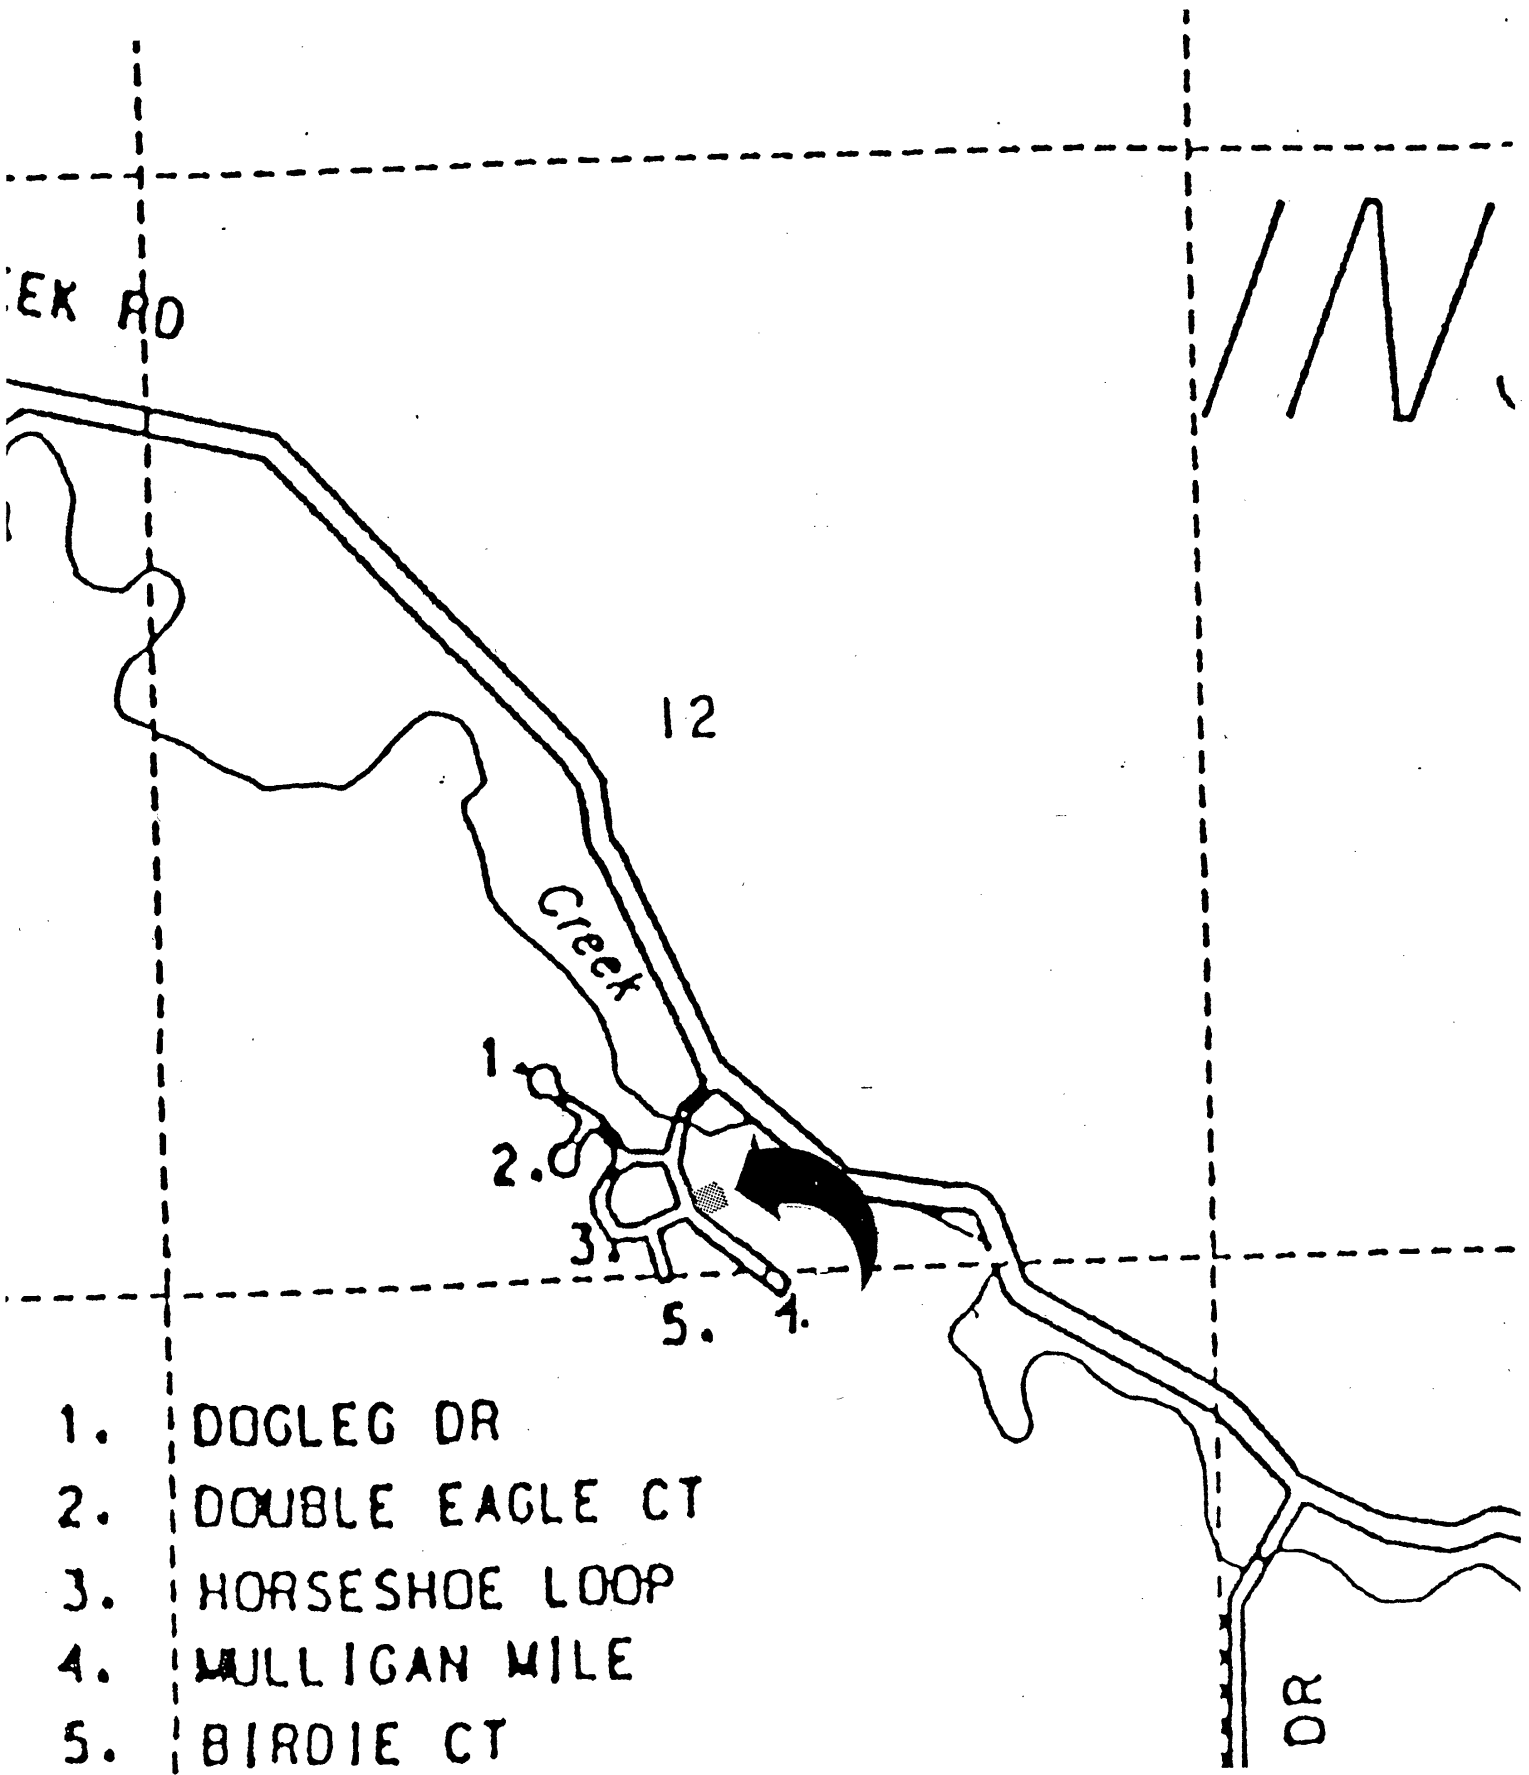 EK RD
12
Creek
1.
2.
3.
5. 4.
1. DOGLEG DR
2. DOUBLE EAGLE CT
3. HORSESHOE LOOP
4. MULLIGAN MILE
5. BIRDIE CT
DR